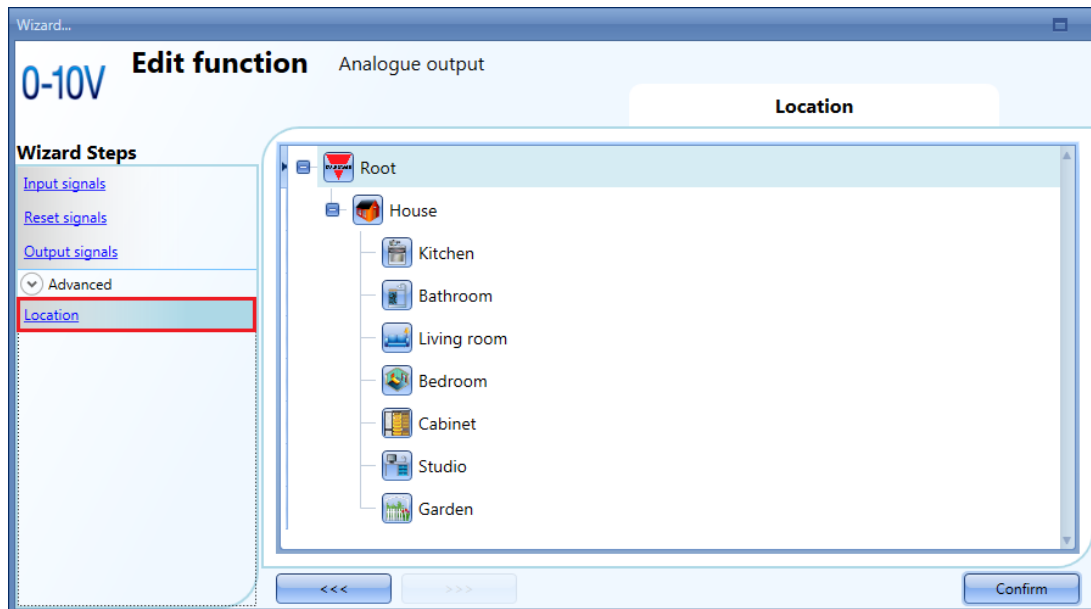 Wizard...
0-10V
Edit function
Analogue output
Location
Wizard Steps
Input signals
Reset signals
Output signals
Advanced
Location
Root
House
Kitchen
Bathroom
Living room
Bedroom
Cabinet
Studio
Garden
<<<
>>>
Confirm